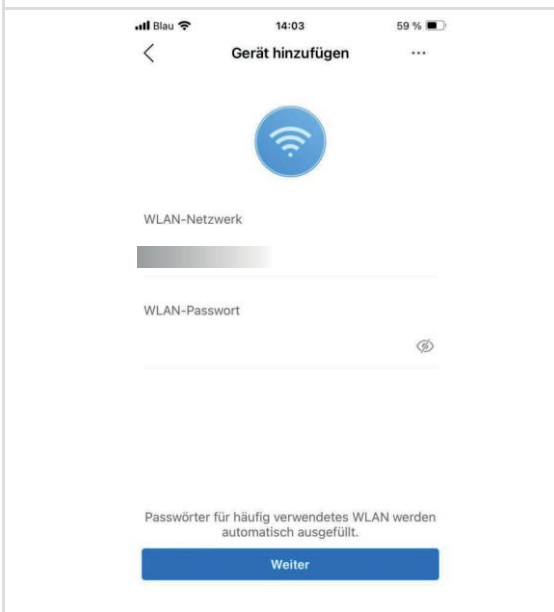 Blau 14:03 59 %
Gerät hinzufügen
WLAN-Netzwerk
WLAN-Passwort
Passwörter für häufig verwendetes WLAN werden
automatisch ausgefüllt.
Weiter